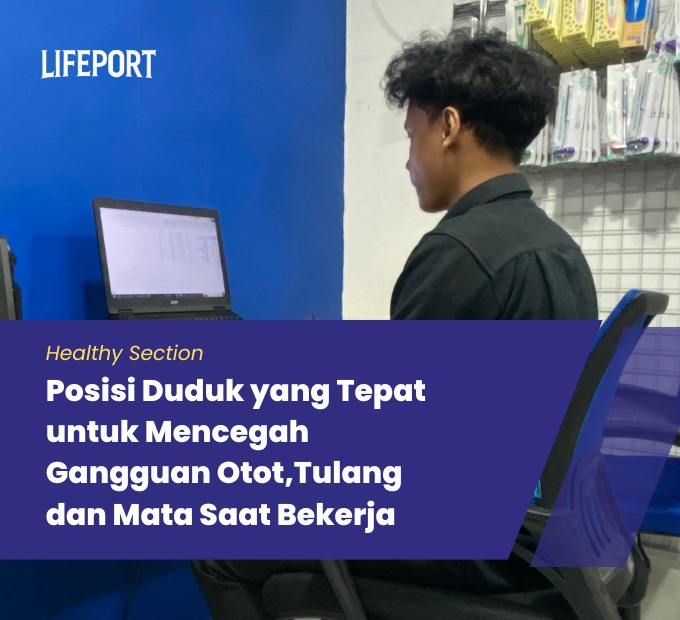 LIFEPORT
Healthy Section
Posisi Duduk yang Tepat
untuk Mencegah
Gangguan Otot,Tulang
dan Mata Saat Bekerja